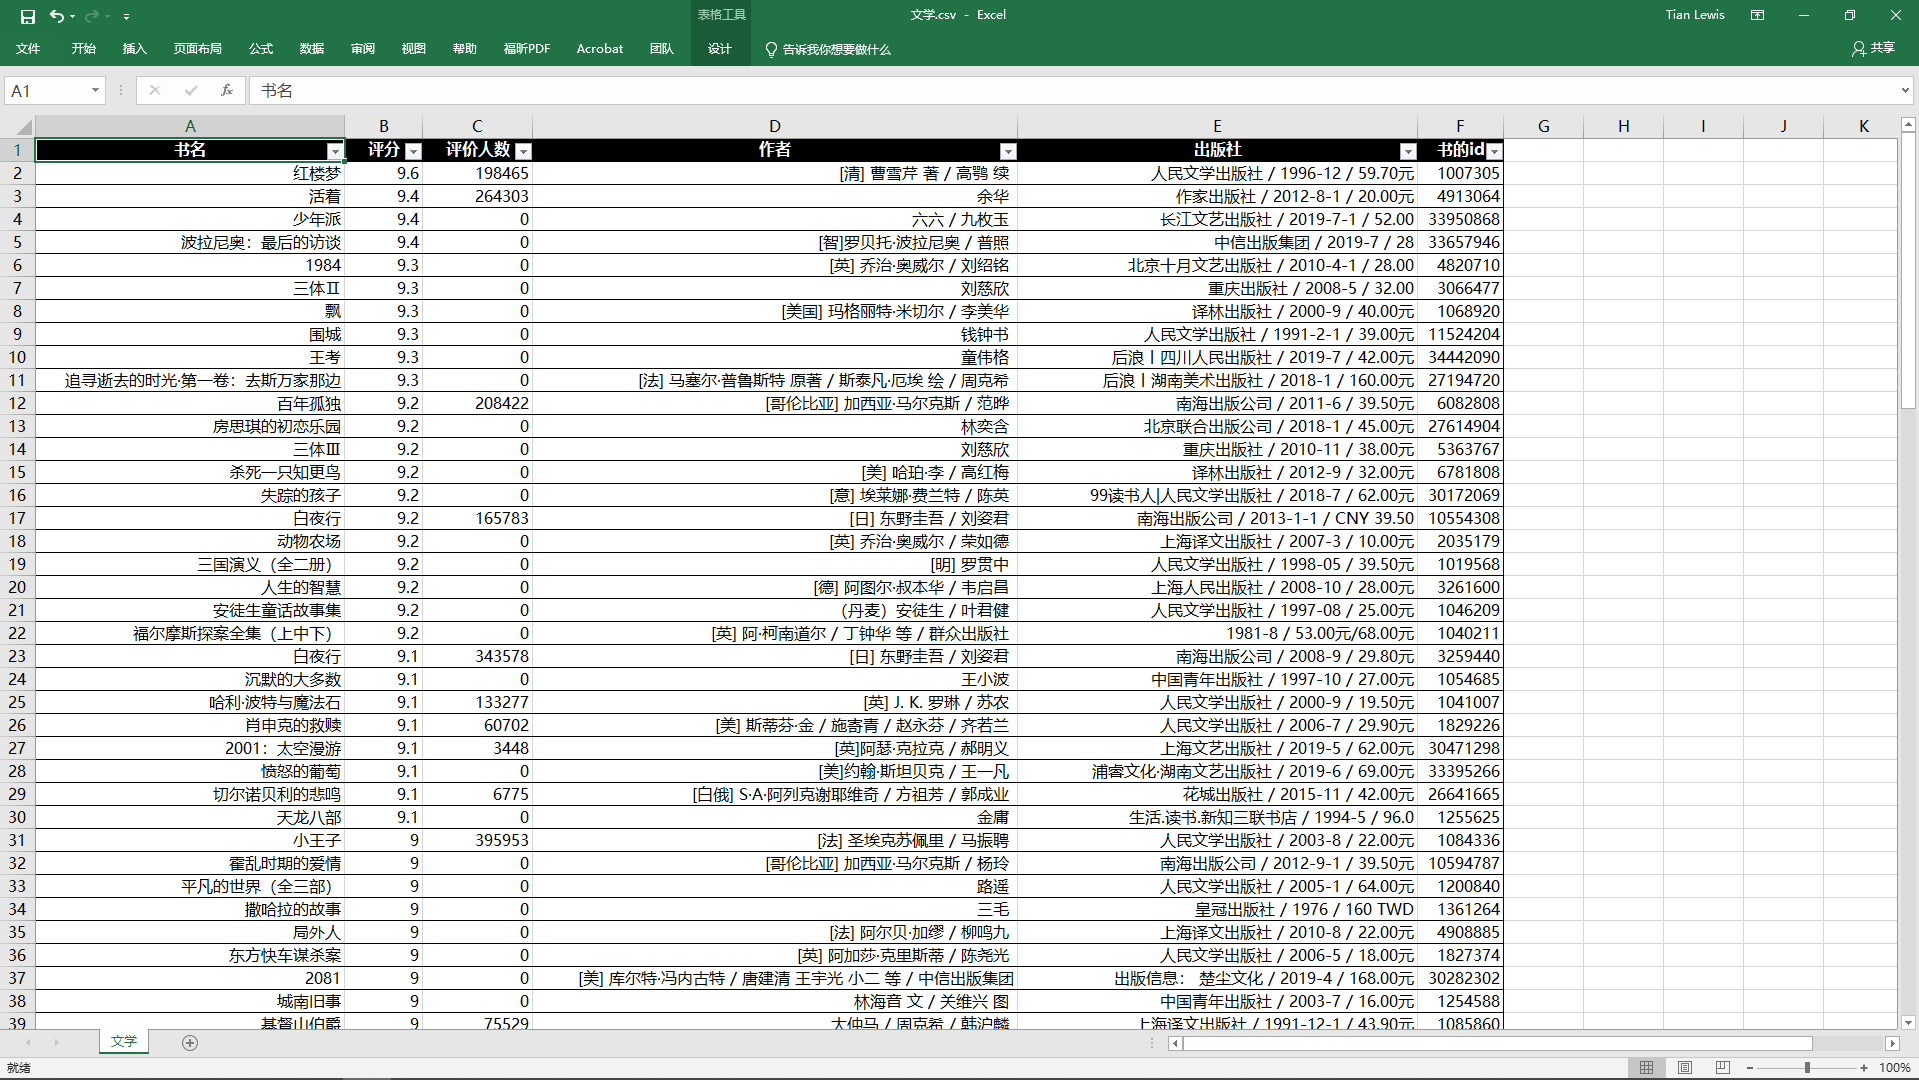 表格工具
文学.csv - Excel
Tian Lewis
文件 开始 插入 页面布局 公式 数据 审阅 视图 帮助 福昕PDF Acrobat 团队 设计 告诉我你想要做什么 共享
A1 fx 书名
A B C D E F G H I J K
1 书名 评分 评价人数 作者 出版社 书的id
2 红楼梦 9.6 198465 [清] 曹雪芹 著 / 高鹗 续 人民文学出版社 / 1996-12 / 59.70元 1007305
3 活着 9.4 264303 余华 作家出版社 / 2012-8-1 / 20.00元 4913064
4 少年派 9.4 0 六六 / 九枚玉 长江文艺出版社 / 2019-7-1 / 52.00 33950868
5 波拉尼奥：最后的访谈 9.4 0 [智]罗贝托·波拉尼奥 / 普照 中信出版集团 / 2019-7 / 28 33657946
6 1984 9.3 0 [英] 乔治·奥威尔 / 刘绍铭 北京十月文艺出版社 / 2010-4-1 / 28.00 4820710
7 三体Ⅱ 9.3 0 刘慈欣 重庆出版社 / 2008-5 / 32.00 3066477
8 飘 9.3 0 [美国] 玛格丽特·米切尔 / 李美华 译林出版社 / 2000-9 / 40.00元 1068920
9 围城 9.3 0 钱钟书 人民文学出版社 / 1991-2-1 / 39.00元 11524204
10 王考 9.3 0 童伟格 后浪丨四川人民出版社 / 2019-7 / 42.00元 34442090
11 追寻逝去的时光·第一卷：去斯万家那边 9.3 0 [法] 马塞尔·普鲁斯特 原著 / 斯泰凡·厄埃 绘 / 周克希 后浪丨湖南美术出版社 / 2018-1 / 160.00元 27194720
12 百年孤独 9.2 208422 [哥伦比亚] 加西亚·马尔克斯 / 范晔 南海出版公司 / 2011-6 / 39.50元 6082808
13 房思琪的初恋乐园 9.2 0 林奕含 北京联合出版公司 / 2018-1 / 45.00元 27614904
14 三体Ⅲ 9.2 0 刘慈欣 重庆出版社 / 2010-11 / 38.00元 5363767
15 杀死一只知更鸟 9.2 0 [美] 哈珀·李 / 高红梅 译林出版社 / 2012-9 / 32.00元 6781808
16 失踪的孩子 9.2 0 [意] 埃莱娜·费兰特 / 陈英 99读书人|人民文学出版社 / 2018-7 / 62.00元 30172069
17 白夜行 9.2 165783 [日] 东野圭吾 / 刘姿君 南海出版公司 / 2013-1-1 / CNY 39.50 10554308
18 动物农场 9.2 0 [英] 乔治·奥威尔 / 荣如德 上海译文出版社 / 2007-3 / 10.00元 2035179
19 三国演义（全二册） 9.2 0 [明] 罗贯中 人民文学出版社 / 1998-05 / 39.50元 1019568
20 人生的智慧 9.2 0 [德] 阿图尔·叔本华 / 韦启昌 上海人民出版社 / 2008-10 / 28.00元 3261600
21 安徒生童话故事集 9.2 0 （丹麦）安徒生 / 叶君健 人民文学出版社 / 1997-08 / 25.00元 1046209
22 福尔摩斯探案全集（上中下） 9.2 0 [英] 阿·柯南道尔 / 丁钟华 等 / 群众出版社 1981-8 / 53.00元/68.00元 1040211
23 白夜行 9.1 343578 [日] 东野圭吾 / 刘姿君 南海出版公司 / 2008-9 / 29.80元 3259440
24 沉默的大多数 9.1 0 王小波 中国青年出版社 / 1997-10 / 27.00元 1054685
25 哈利·波特与魔法石 9.1 133277 [英] J. K. 罗琳 / 苏农 人民文学出版社 / 2000-9 / 19.50元 1041007
26 肖申克的救赎 9.1 60702 [美] 斯蒂芬·金 / 施寄青 / 赵永芬 / 齐若兰 人民文学出版社 / 2006-7 / 29.90元 1829226
27 2001：太空漫游 9.1 3448 [英]阿瑟·克拉克 / 郝明义 上海文艺出版社 / 2019-5 / 62.00元 30471298
28 愤怒的葡萄 9.1 0 [美]约翰·斯坦贝克 / 王一凡 浦睿文化·湖南文艺出版社 / 2019-6 / 69.00元 33395266
29 切尔诺贝利的悲鸣 9.1 6775 [白俄] S·A·阿列克谢耶维奇 / 方祖芳 / 郭成业 花城出版社 / 2015-11 / 42.00元 26641665
30 天龙八部 9.1 0 金庸 生活.读书.新知三联书店 / 1994-5 / 96.0 1255625
31 小王子 9 395953 [法] 圣埃克苏佩里 / 马振聘 人民文学出版社 / 2003-8 / 22.00元 1084336
32 霍乱时期的爱情 9 0 [哥伦比亚] 加西亚·马尔克斯 / 杨玲 南海出版公司 / 2012-9-1 / 39.50元 10594787
33 平凡的世界（全三部） 9 0 路遥 人民文学出版社 / 2005-1 / 64.00元 1200840
34 撒哈拉的故事 9 0 三毛 皇冠出版社 / 1976 / 160 TWD 1361264
35 局外人 9 0 [法] 阿尔贝·加缪 / 柳鸣九 上海译文出版社 / 2010-8 / 22.00元 4908885
36 东方快车谋杀案 9 0 [英] 阿加莎·克里斯蒂 / 陈尧光 人民文学出版社 / 2006-5 / 18.00元 1827374
37 2081 9 0 [美] 库尔特·冯内古特 / 唐建清 王宇光 小二 等 / 中信出版集团 出版信息： 楚尘文化 / 2019-4 / 168.00元 30282302
38 城南旧事 9 0 林海音 文 / 关维兴 图 中国青年出版社 / 2003-7 / 16.00元 1254588
39 基督山伯爵 9 75529 大仲马 / 周克希 / 韩沪麟 上海译文出版社 / 1991-12-1 / 43.90元 1085860
文学
就绪
100%